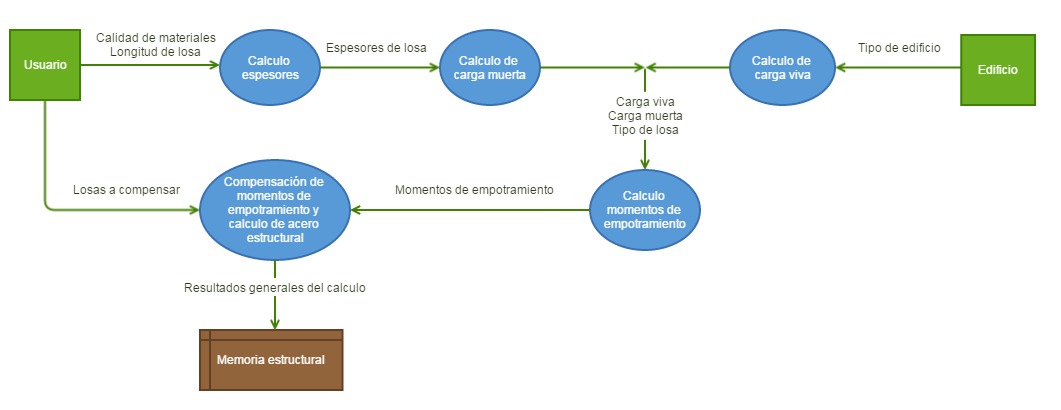 Usuario
Calidad de materiales
Longitud de losa
Calculo
espesores
Espesores de losa
Calculo de
carga muerta
Calculo de
carga viva
Tipo de edificio
Edificio
Carga viva
Carga muerta
Tipo de losa
Losas a compensar
Compensación de
momentos de
empotramiento y
calculo de acero
estructural
Momentos de empotramiento
Calculo
momentos de
empotramiento
Resultados generales del calculo
Memoria estructural